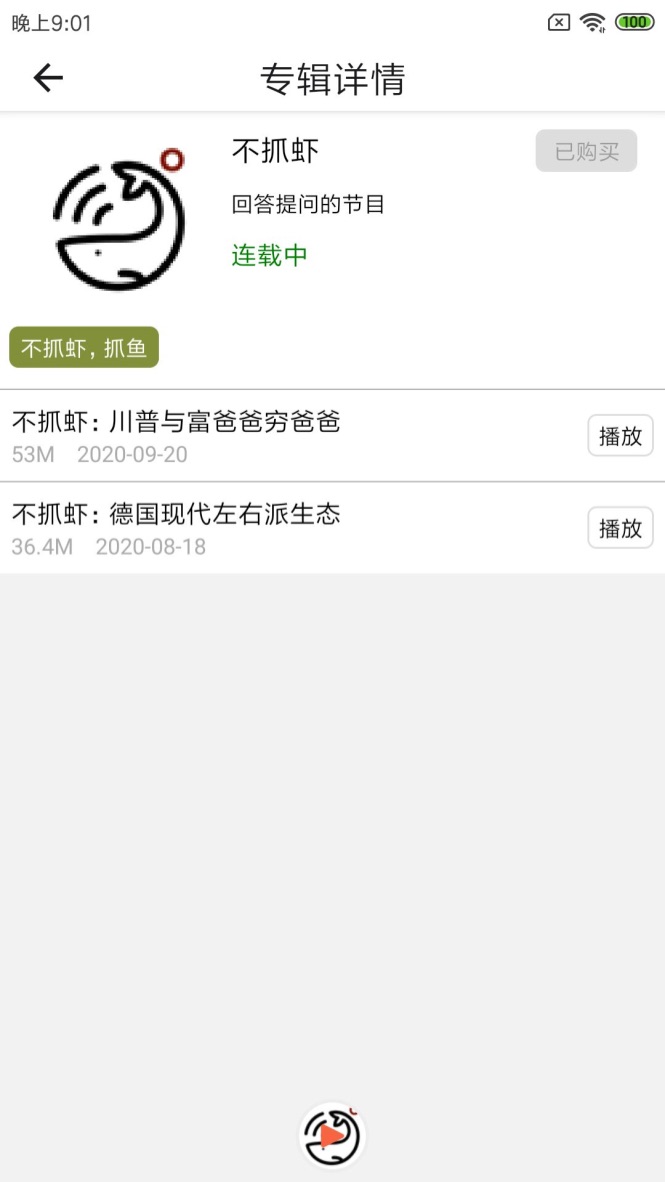 晚上9:01
100
专辑详情
不抓虾
已购买
回答提问的节目
连载中
不抓虾，抓鱼
不抓虾：川普与富爸爸穷爸爸
53M 2020-09-20
播放
不抓虾：德国现代左右派生态
36.4M 2020-08-18
播放